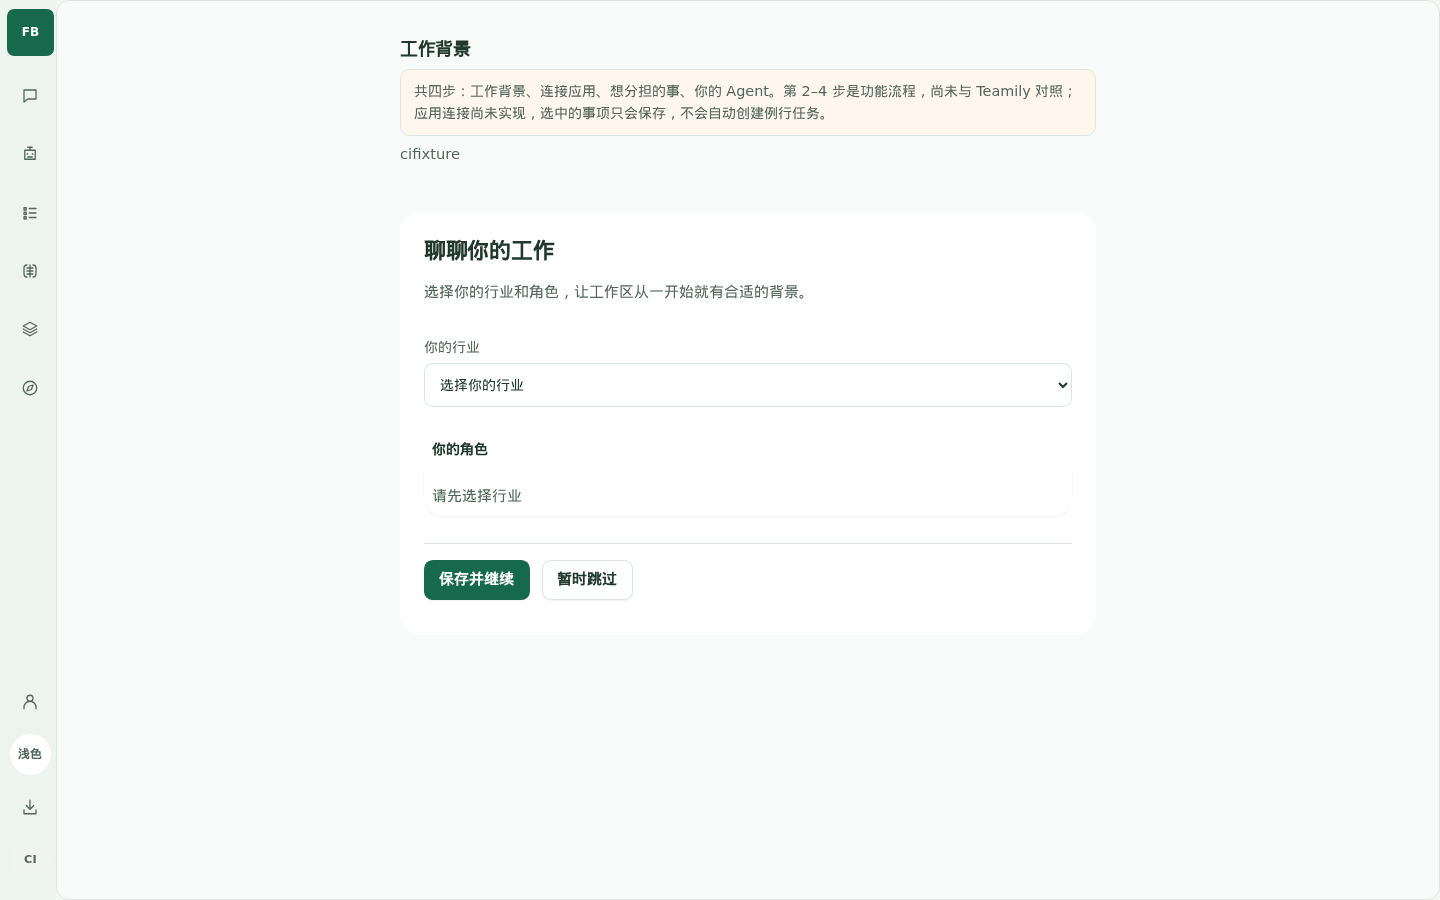 FB
工作背景
共四步：工作背景、连接应用、想分担的事、你的 Agent。第 2–4 步是功能流程，尚未与 Teamily 对照；
应用连接尚未实现，选中的事项只会保存，不会自动创建例行任务。
cifixture
聊聊你的工作
选择你的行业和角色，让工作区从一开始就有合适的背景。
你的行业
选择你的行业
你的角色
请先选择行业
保存并继续
暂时跳过
浅色
CI